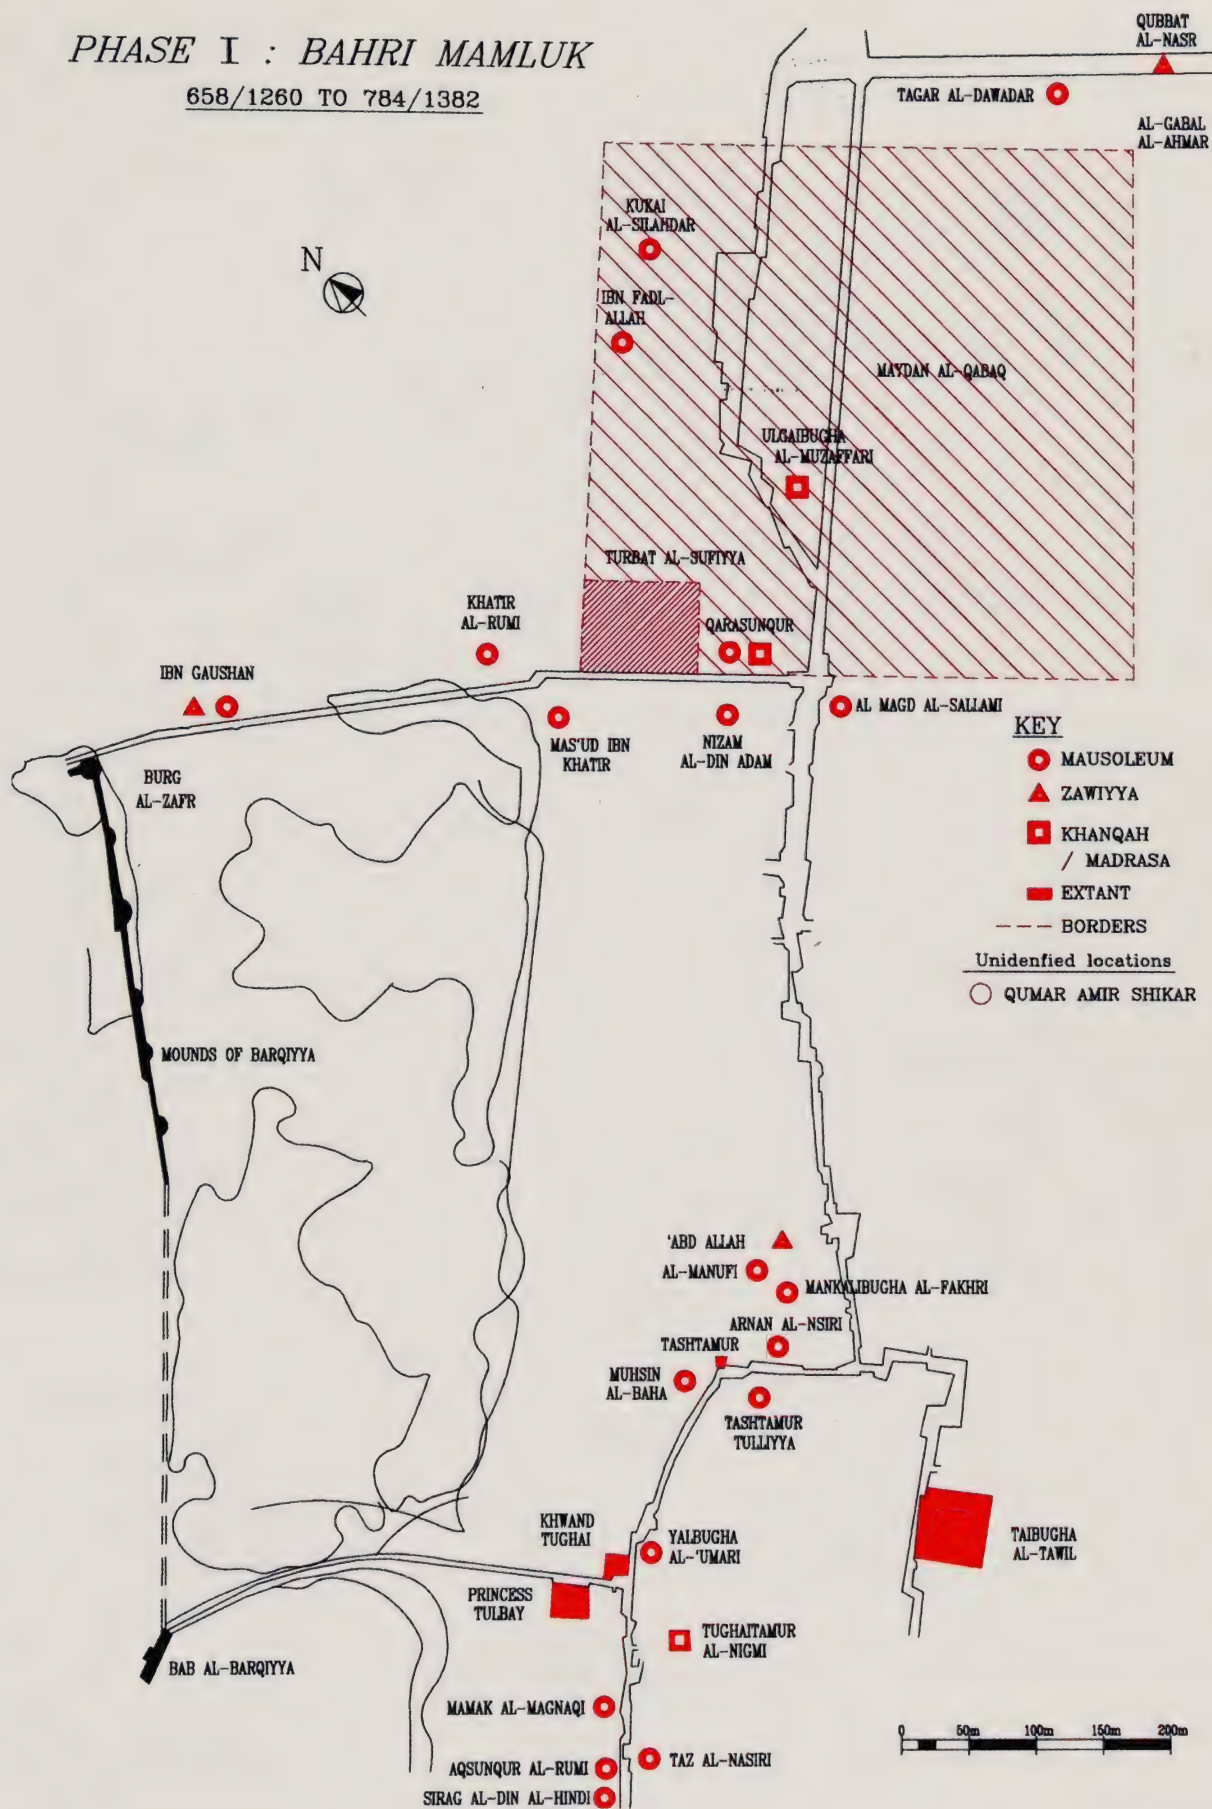 PHASE I : BAHRI MAMLUK
658/1260 TO 784/1382
QUBBAT
AL-NASR
TAGAR AL-DAWADAR
AL-GABAL
AL-AHMAR
KUKAI
AL-SILAHDAR
N
IBN FADL-
ALLAH
MAYDAN AL-QABAQ
ULGAIBUGHA
AL-MUZAFFARI
TURBAT AL-SUFIYYA
KHATIR
AL-RUMI
QARASUNQUR
IBN GAUSHAN
AL MAGD AL-SALLAMI
MAS'UD IBN
KHATIR
NIZAM
AL-DIN ADAM
BURG
AL-ZAFR
KEY
MAUSOLEUM
ZAWIYYA
KHANQAH
/ MADRASA
EXTANT
BORDERS
Unidenfied locations
QUMAR AMIR SHIKAR
MOUNDS OF BARQIYYA
'ABD ALLAH
AL-MANUFI
MANKALIBUGHA AL-FAKHRI
ARNAN AL-NSIRI
TASHTAMUR
MUHSIN
AL-BAHA
TASHTAMUR
TULLIYYA
KHWAND
TUGHAI
YALBUGHA
AL-'UMARI
TAIBUGHA
AL-TAWIL
PRINCESS
TULBAY
TUGHAITAMUR
AL-NIGMI
BAB AL-BARQIYYA
MAMAK AL-MAGNAQI
0 50m 100m 150m 200m
TAZ AL-NASIRI
AQSUNQUR AL-RUMI
SIRAG AL-DIN AL-HINDI